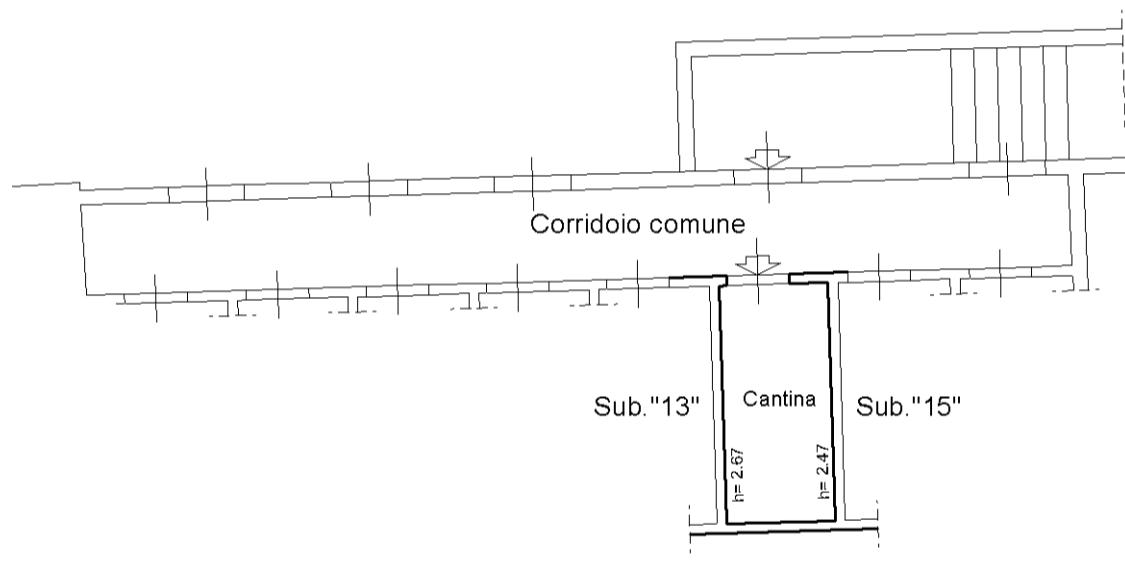 Corridoio comune
Sub."13"
Cantina
Sub."15"
h= 2.67
h= 2.47